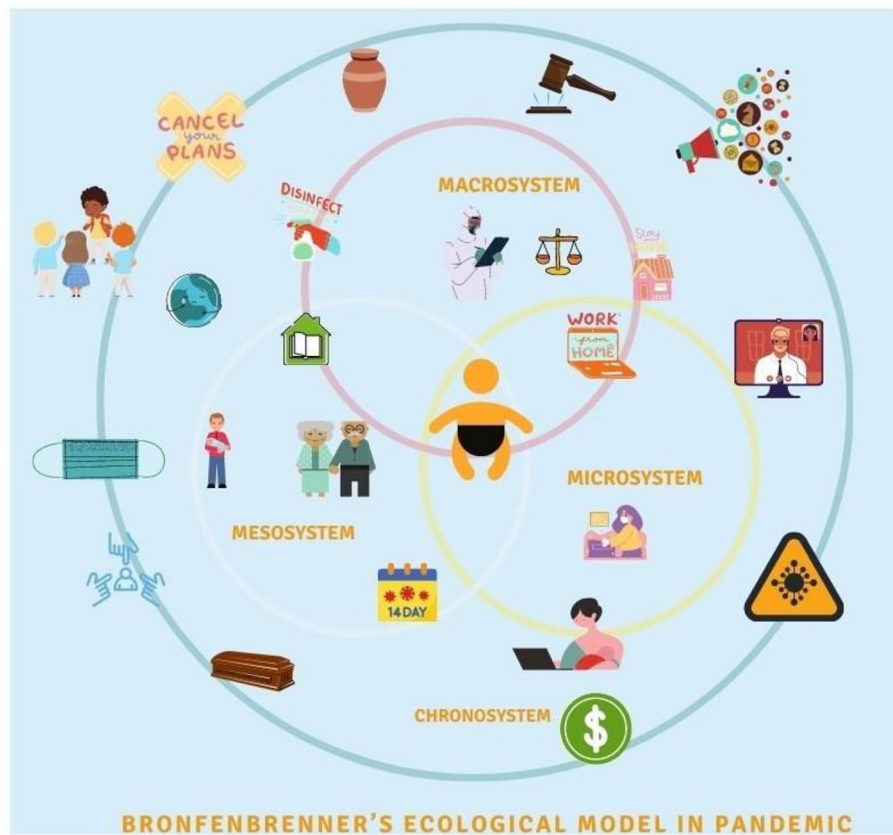 CANCEL
your
PLANS
MACROSYSTEM
DISINFECT
Stay
HOME
WORK
from
HOME
MICROSYSTEM
MESOSYSTEM
14 DAY
CHRONOSYSTEM
$
BRONFENBRENNER'S ECOLOGICAL MODEL IN PANDEMIC